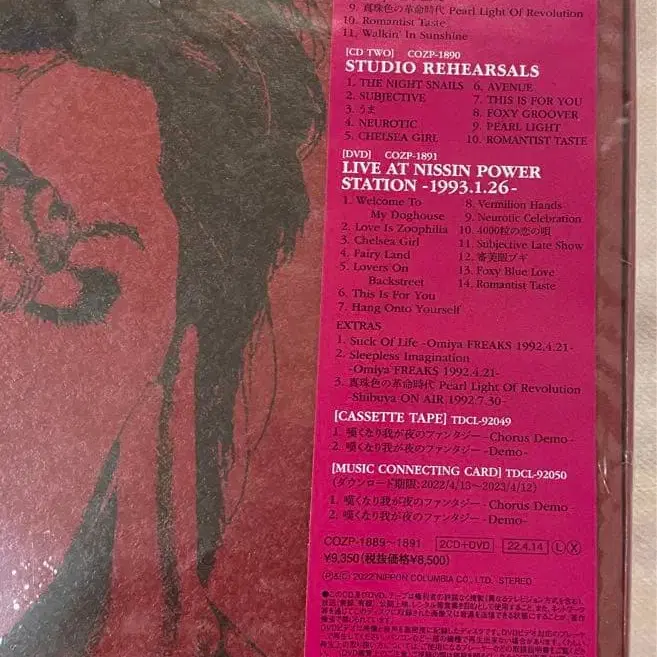 9. 真珠色の革命時代 Pearl Light Of Revolution
10. Romantist Taste
11. Walkin' In Sunshine
[CD TWO] COZP-1890
STUDIO REHEARSALS
1. THE NIGHT SNAILS
2. SUBJECTIVE
3. うま
4. NEUROTIC
5. CHELSEA GIRL
6. AVENUE
7. THIS IS FOR YOU
8. FOXY GROOVER
9. PEARL LIGHT
10. ROMANTIST TASTE
[DVD] COZP-1891
LIVE AT NISSIN POWER
STATION -1993.1.26-
1. Welcome To
My Doghouse
2. Love Is Zoophilia
3. Chelsea Girl
4. Fairy Land
5. Lovers On
Backstreet
6. This Is For You
7. Hang Onto Yourself
8. Vermilion Hands
9. Neurotic Celebration
10. 4000粒の恋の唄
11. Subjective Late Show
12. 審美眼ブギ
13. Foxy Blue Love
14. Romantist Taste
EXTRAS
1. Suck Of Life -Omiya FREAKS 1992.4.21-
2. Sleepless Imagination
-Omiya FREAKS 1992.4.21-
3. 真珠色の革命時代 Pearl Light Of Revolution
-Shibuya ON AIR 1992.7.30-
[CASSETTE TAPE] TDCL-92049
1. 嘆くなり我が夜のファンタジー -Chorus Demo-
2. 嘆くなり我が夜のファンタジー -Demo-
[MUSIC CONNECTING CARD] TDCL-92050
(ダウンロード期限:2022/4/13~2023/4/12)
1. 嘆くなり我が夜のファンタジー -Chorus Demo-
2. 嘆くなり我が夜のファンタジー -Demo-
COZP-1889~1891 2CD+DVD 22.4.14 Ⓛ Ⓧ
¥9,350(税抜価格¥8,500)
Ⓟ&© 2022 NIPPON COLUMBIA CO., LTD. STEREO